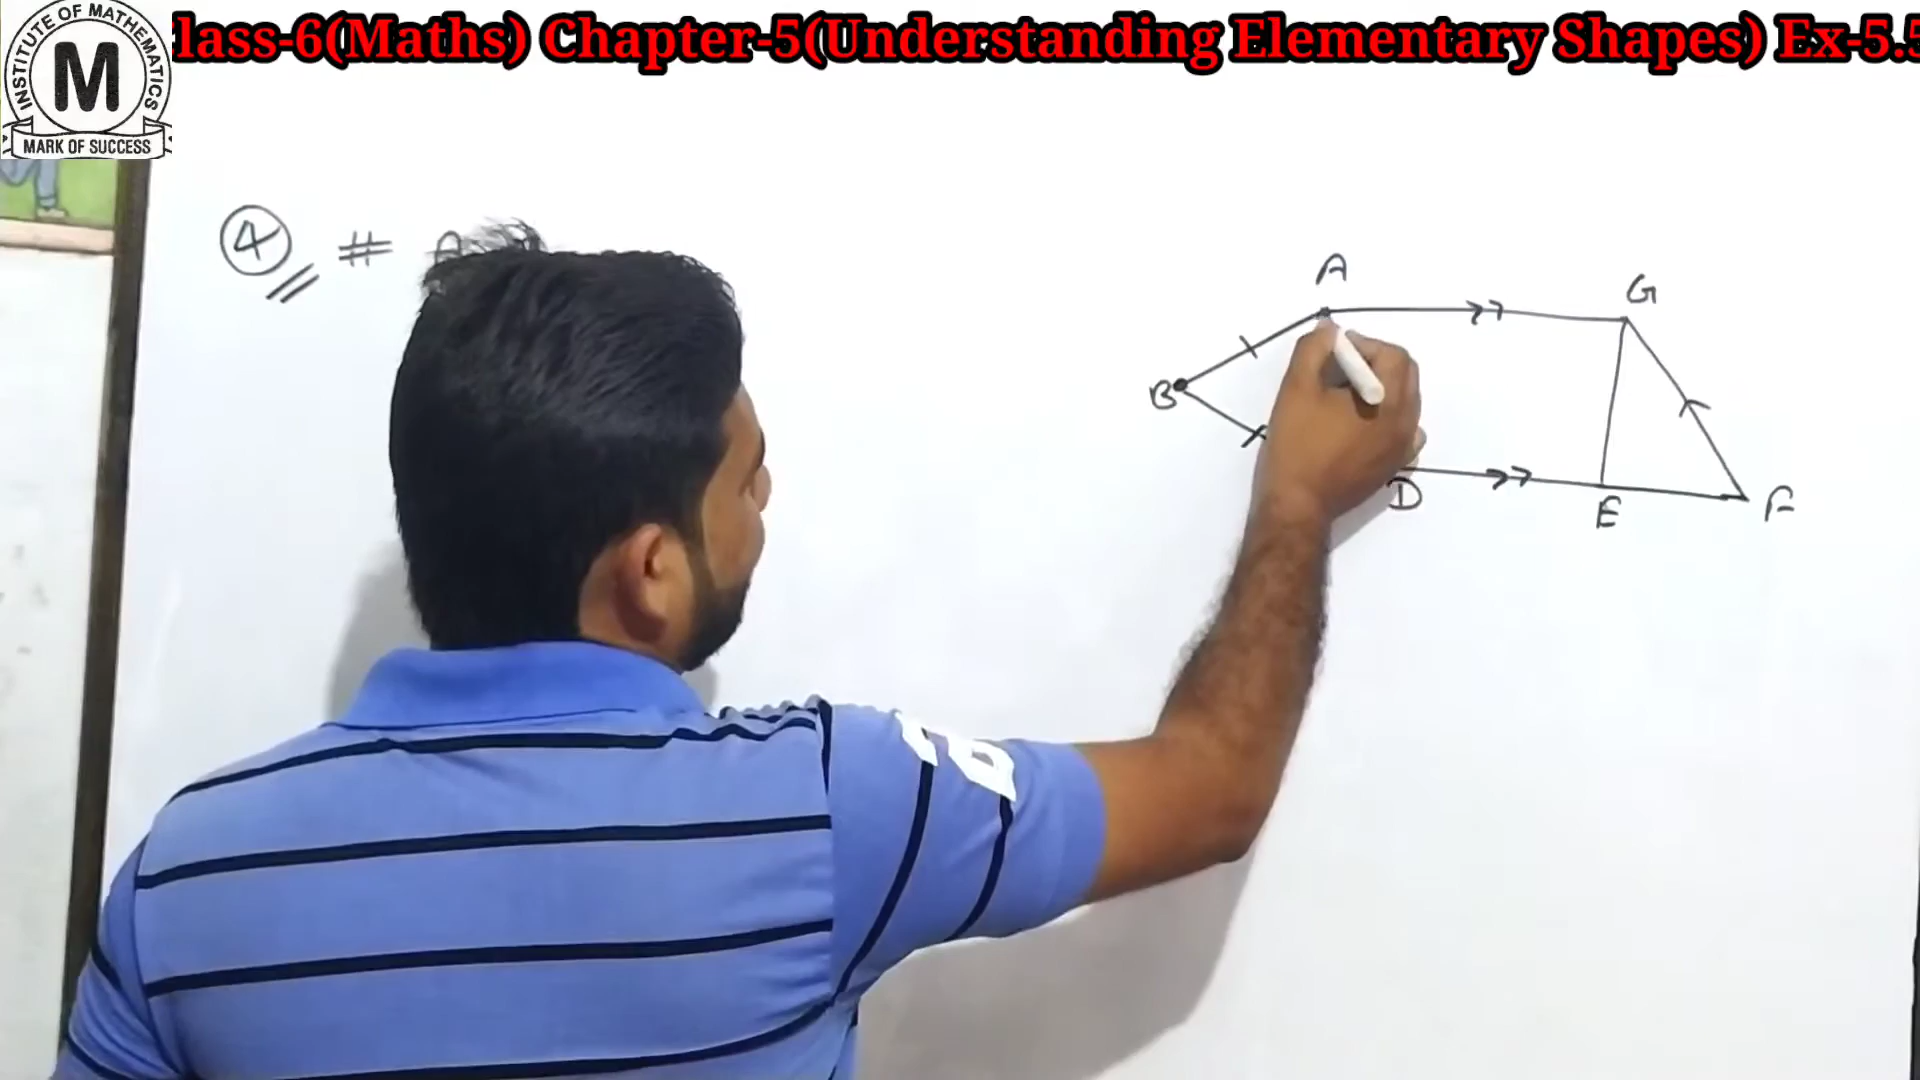 lass-6(Maths) Chapter-5(Understanding Elementary Shapes) Ex-5.5
INSTITUTE OF MATHEMATICS
M
MARK OF SUCCESS
4 #
A
G
B
D
E
F